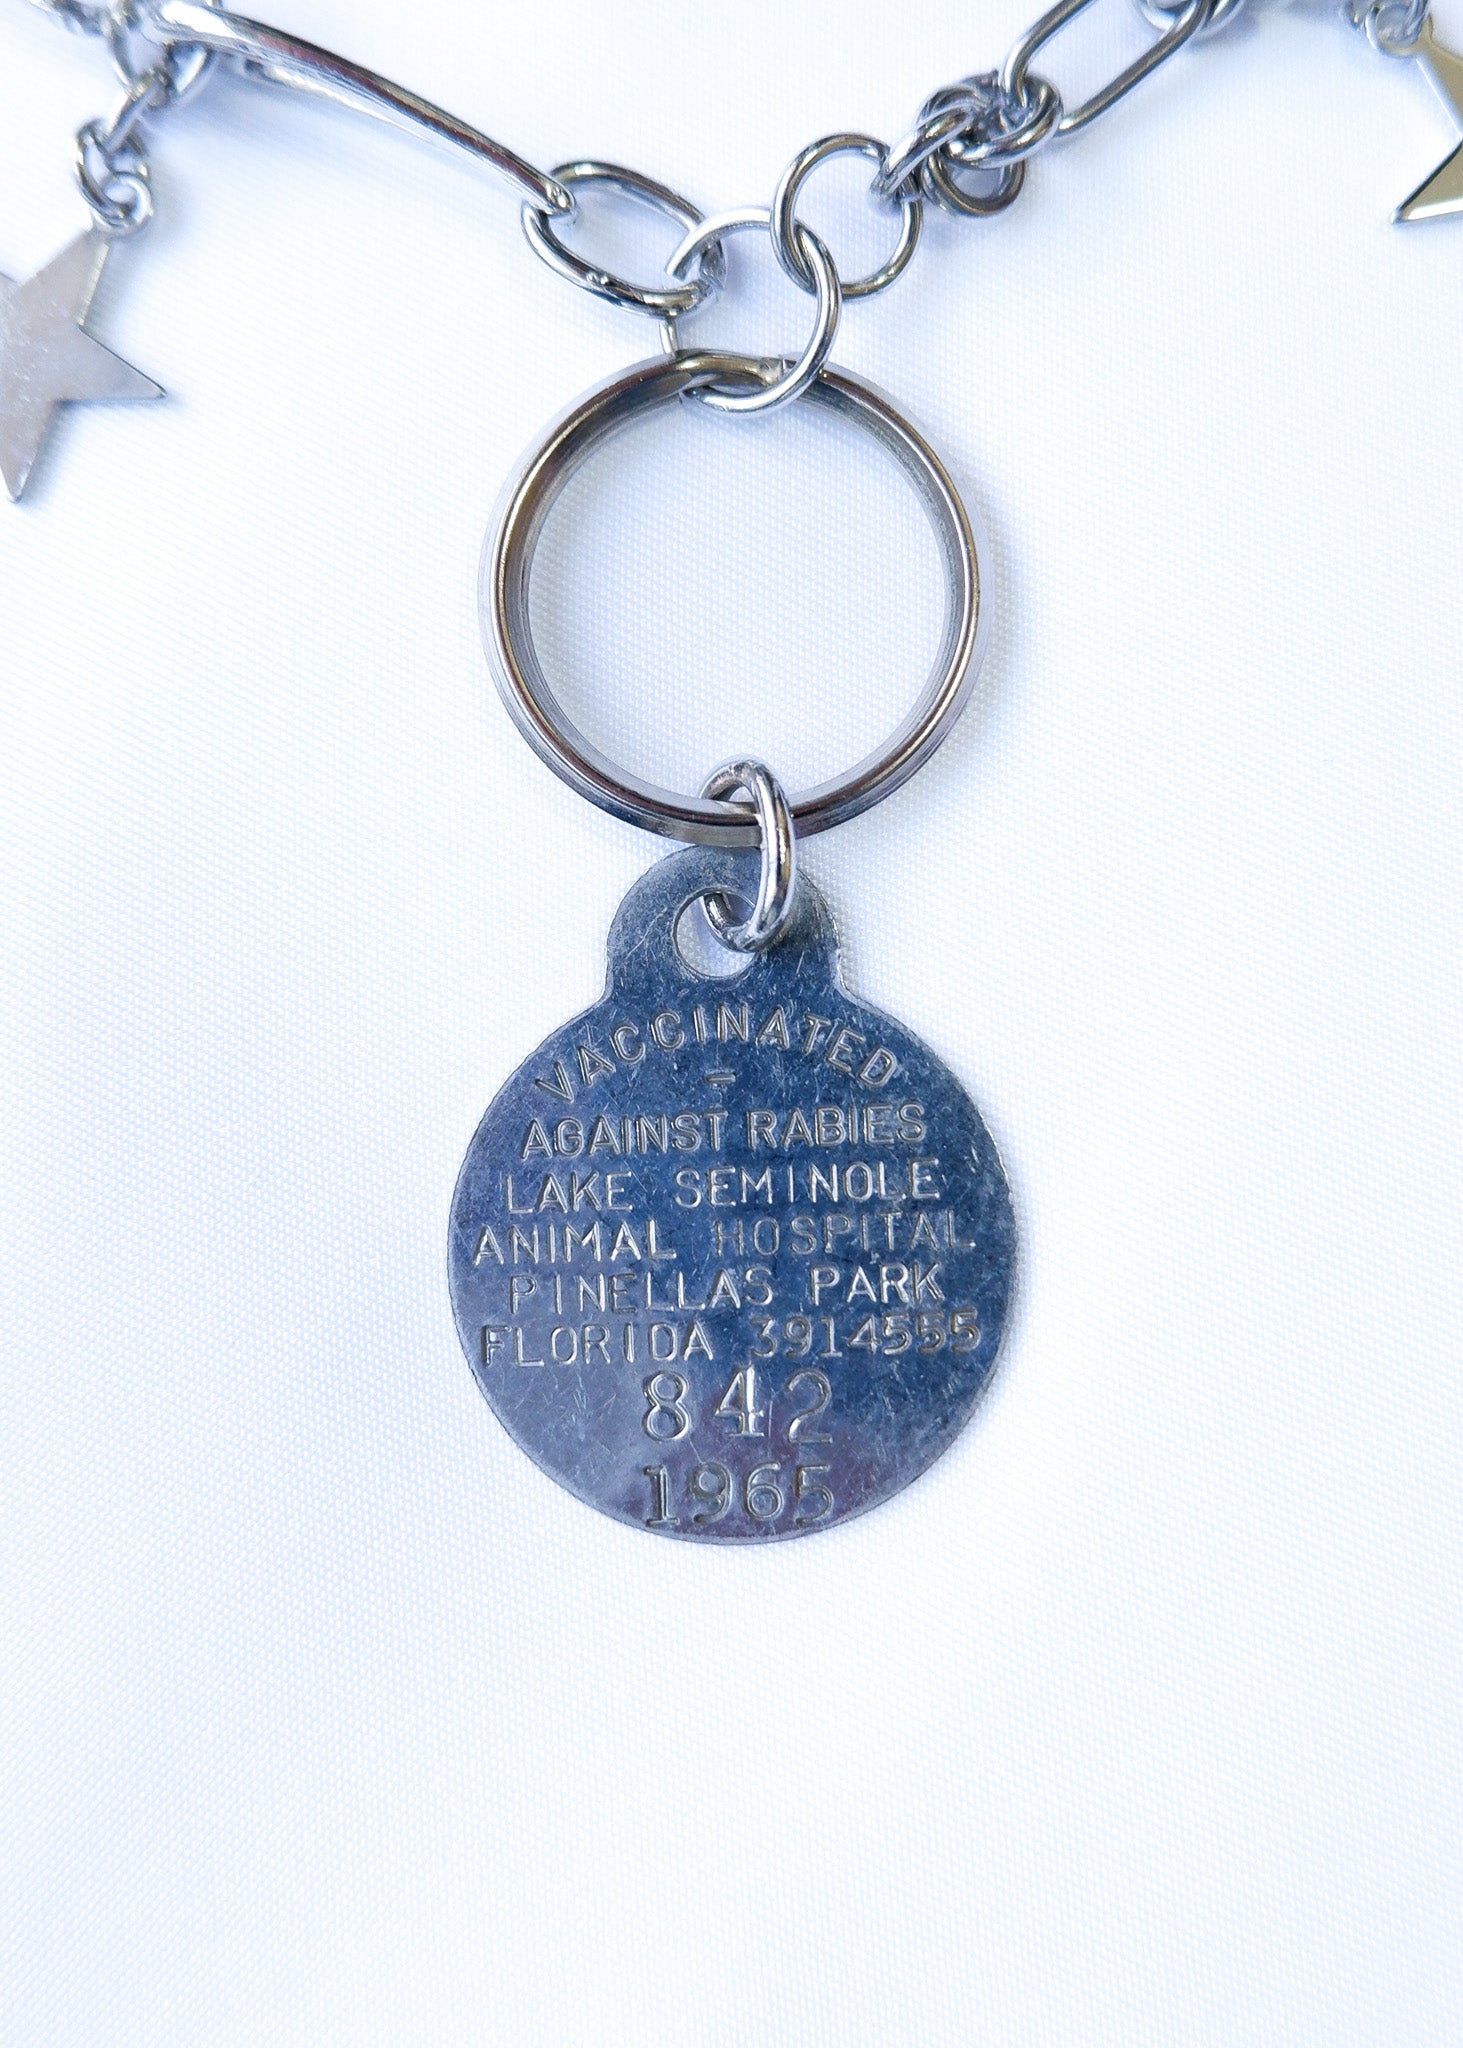 VACCINATED
-
AGAINST RABIES
LAKE SEMINOLE
ANIMAL HOSPITAL
PINELLAS PARK
FLORIDA 3914555
842
1965